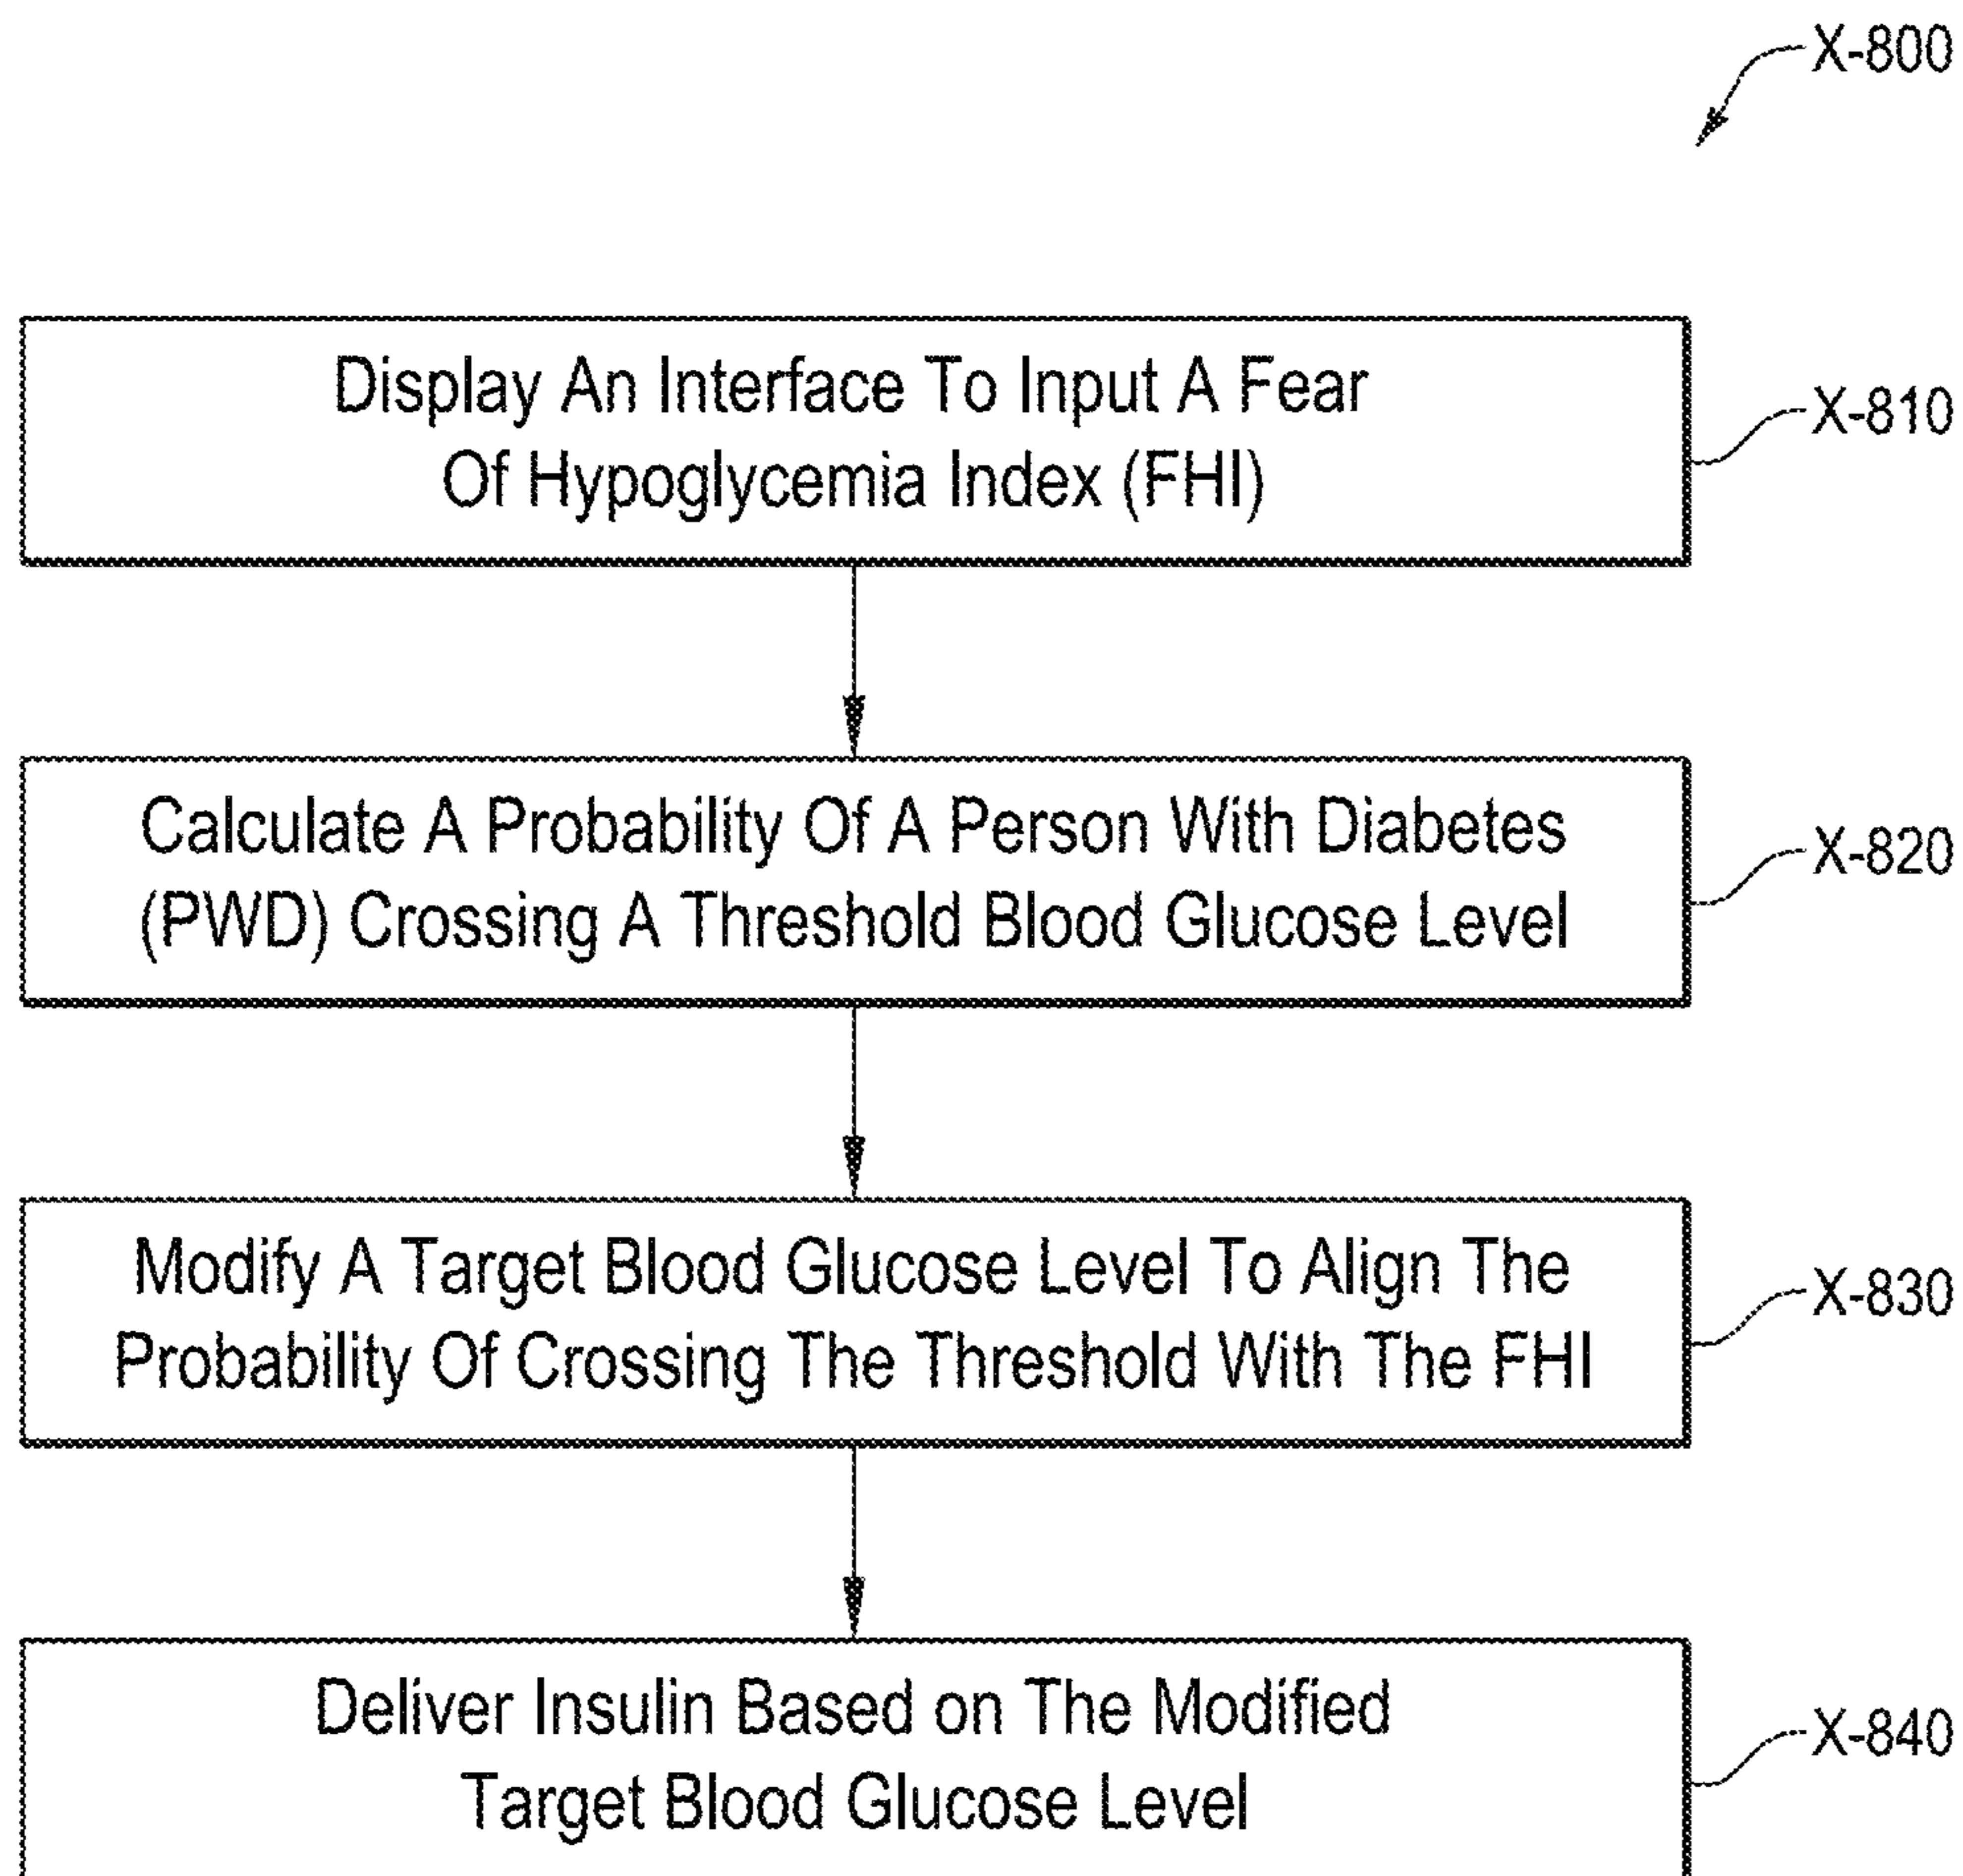 X-800
Display An Interface To Input A Fear
Of Hypoglycemia Index (FHI)
X-810
Calculate A Probability Of A Person With Diabetes
(PWD) Crossing A Threshold Blood Glucose Level
X-820
Modify A Target Blood Glucose Level To Align The
Probability Of Crossing The Threshold With The FHI
X-830
Deliver Insulin Based on The Modified
Target Blood Glucose Level
X-840